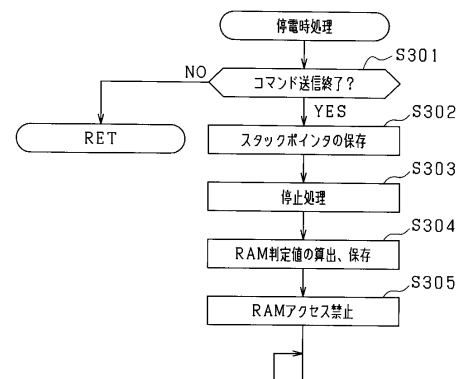 停電時処理
S301
NO
コマンド送信終了?
YES
S302
RET
スタックポインタの保存
S303
停止処理
S304
RAM判定値の算出、保存
S305
RAMアクセス禁止